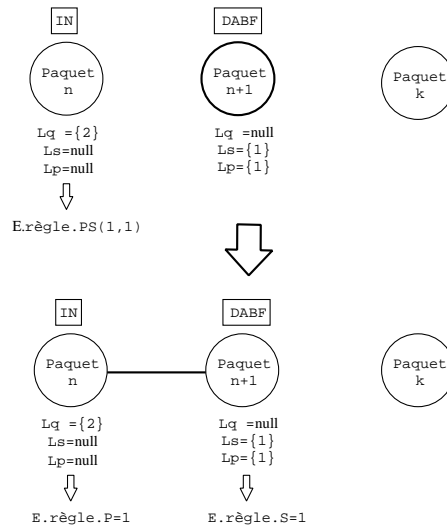 IN
DABF
Paquet
n
Paquet
n+1
Paquet
k
Lq ={2}
Ls=null
Lp=null
Lq =null
Ls={1}
Lp={1}
E.règle.PS(1,1)
IN
DABF
Paquet
n
Paquet
n+1
Paquet
k
Lq ={2}
Ls=null
Lp=null
Lq =null
Ls={1}
Lp={1}
E.règle.P=1
E.règle.S=1